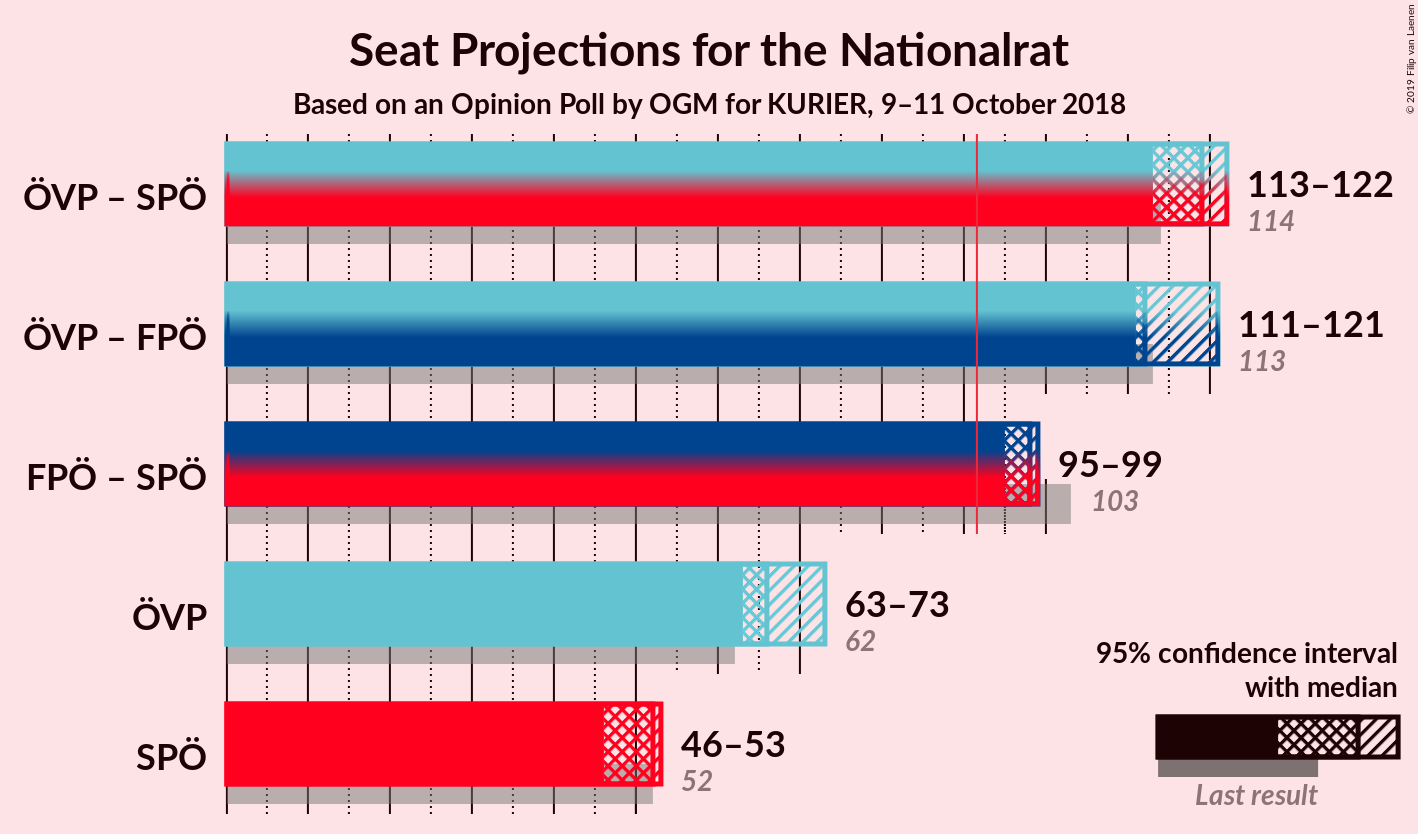 Seat Projections for the Nationalrat
Based on an Opinion Poll by OGM for KURIER, 9–11 October 2018
© 2019 Filip van Laenen
ÖVP – SPÖ
113–122
114
ÖVP – FPÖ
111–121
113
FPÖ – SPÖ
95–99
103
ÖVP
63–73
62
SPÖ
46–53
52
95% confidence interval
with median
Last result